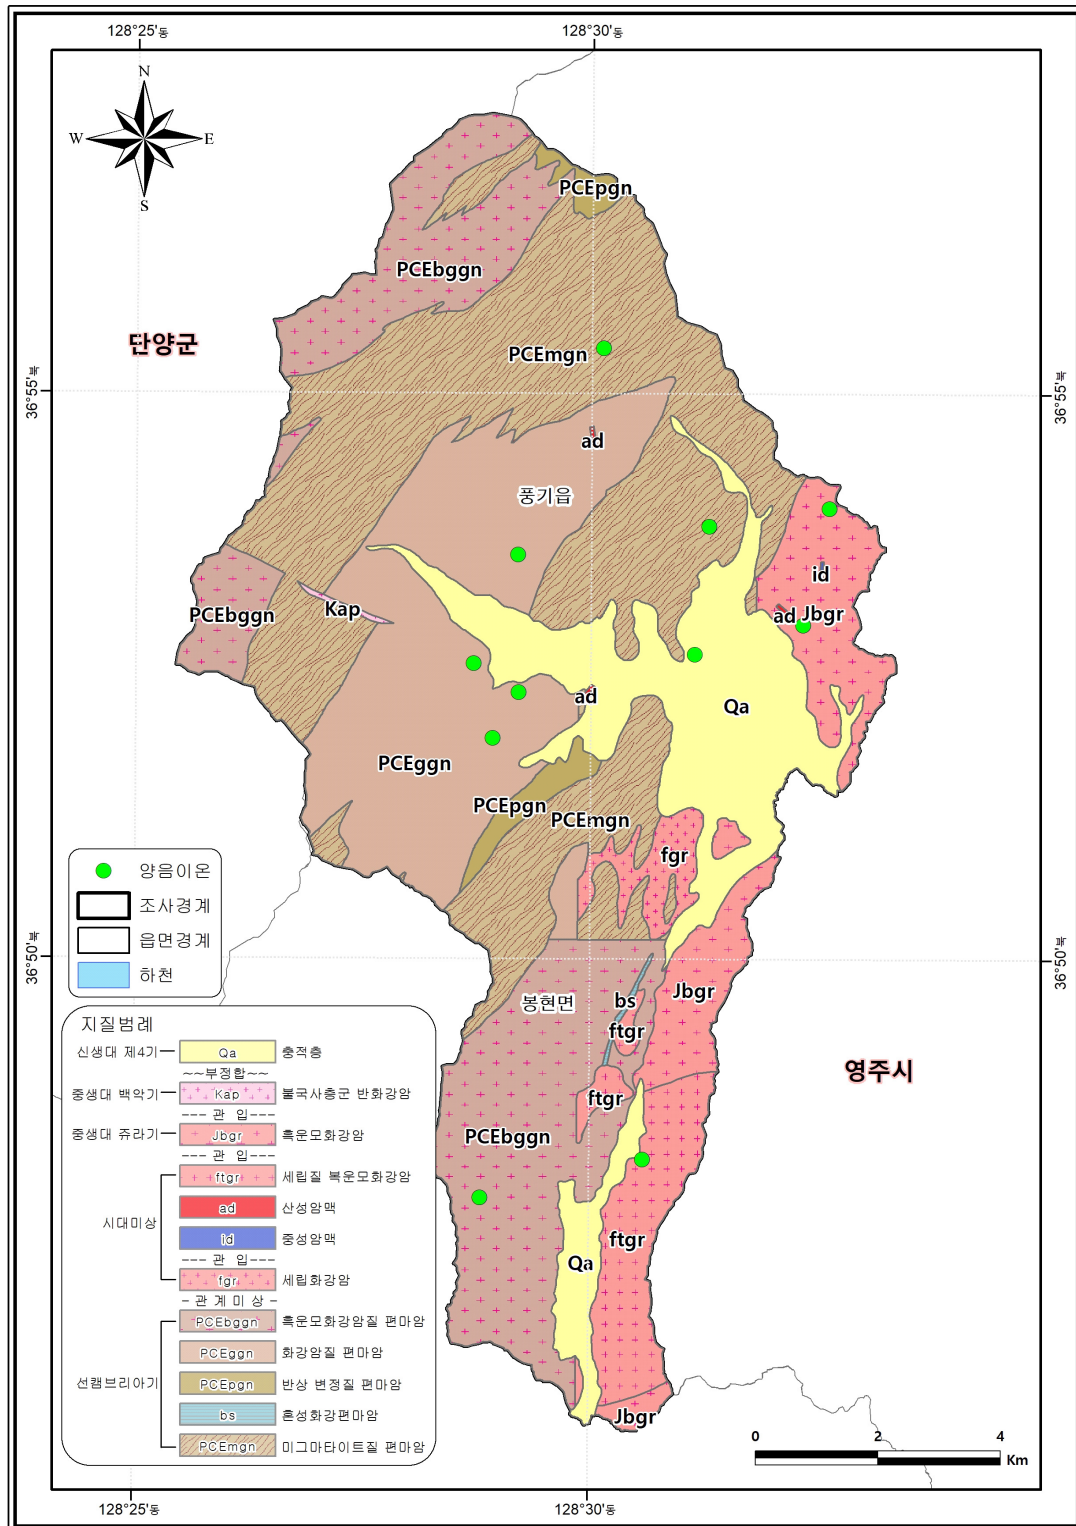 128°25'동 128°30'동
N
W E
S
PCEpgn
PCEbggn
단양군
PCEmgn
36°55'북 36°55'북
ad
풍기읍
id
Kap
PCEbggn
ad Jbgr
ad
Qa
PCEggn
PCEpgn
PCEmgn
fgr
양음이온
조사경계
읍면경계
하천
36°50'북 36°50'북
Jbgr
bs
봉현면
ftgr
영주시
ftgr
PCEbggn
ftgr
Qa
Jbgr
지질범례
신생대 제4기 Qa 충적층
~~부정합~~
중생대 백악기 Kap 불국사층군 반화강암
--- 관 입 ---
중생대 쥬라기 Jbgr 흑운모화강암
--- 관 입 ---
ftgr 세립질 복운모화강암
시대미상 ad 산성암맥
id 중성암맥
--- 관 입 ---
fgr 세립화강암
- 관 계 미 상 -
PCEbggn 흑운모화강암질 편마암
PCEggn 화강암질 편마암
선캠브리아기 PCEpgn 반상 변정질 편마암
bs 혼성화강편마암
PCEmgn 미그마타이트질 편마암
0 2 4
Km
128°25'동 128°30'동